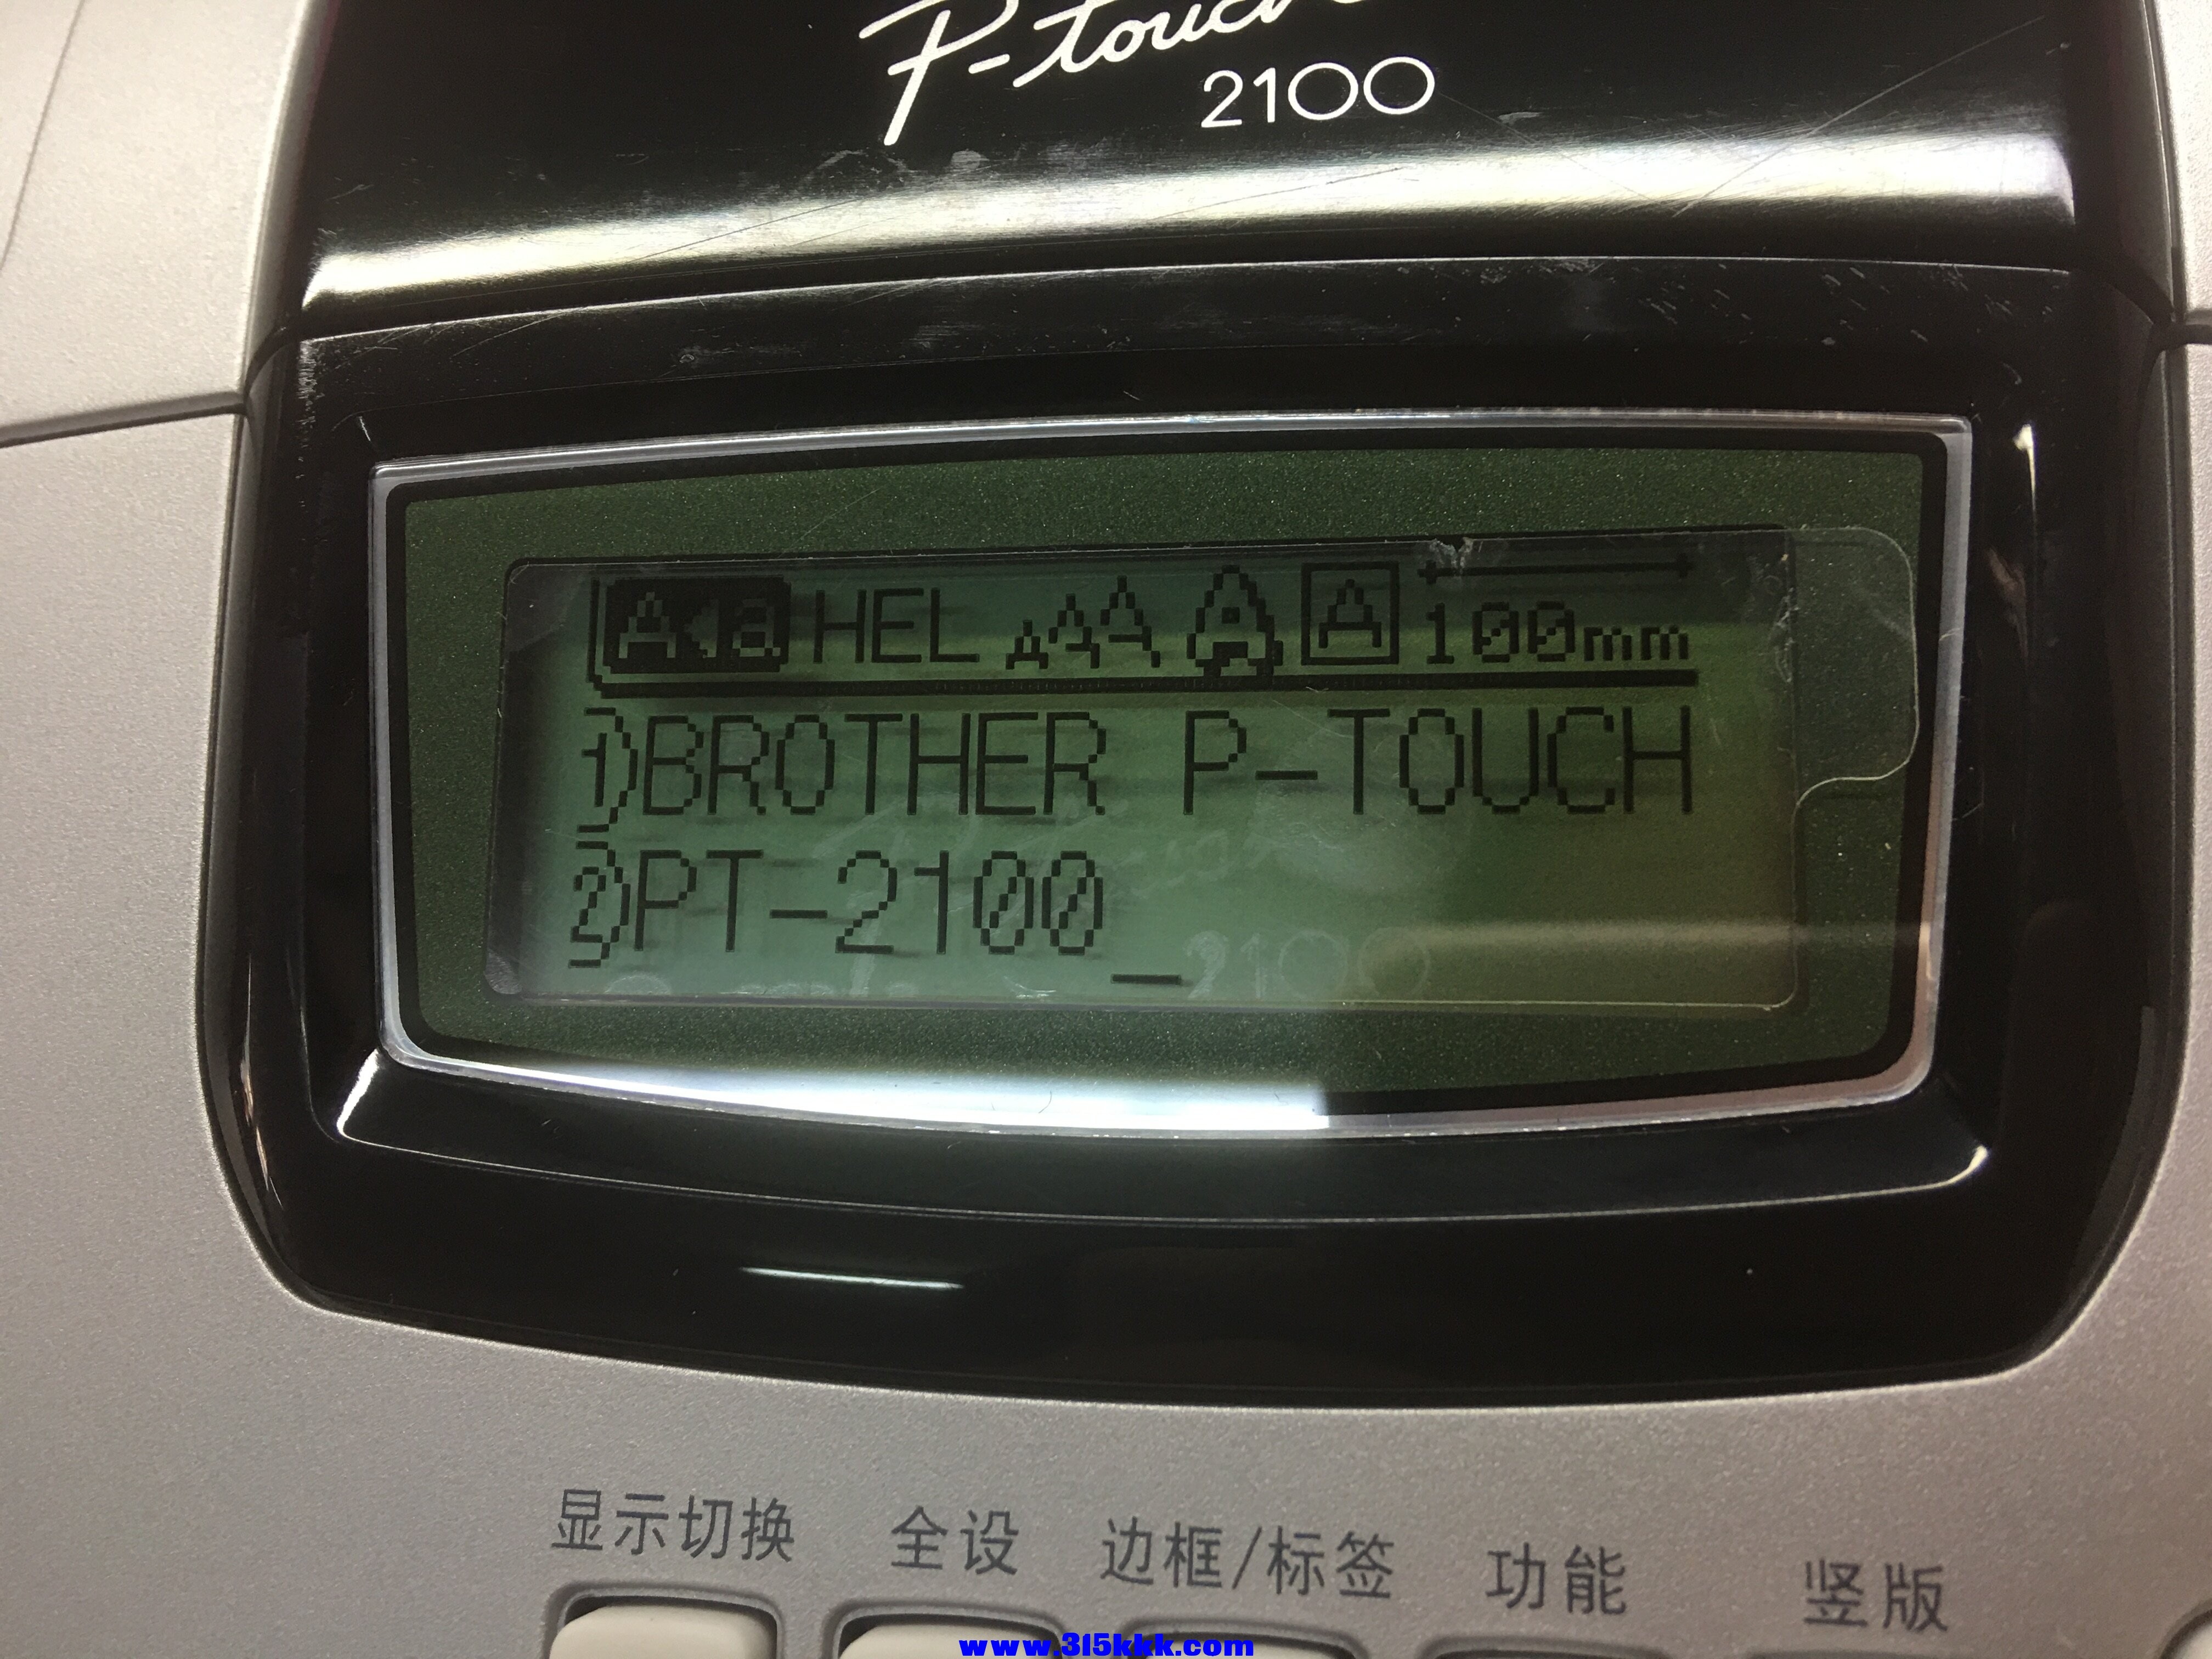 P-touch
2100
A◁a HEL AAA A A 100mm
1)BROTHER P-TOUCH
2)PT-2100_
显示切换 全设 边框/标签 功能 竖版
www.315kkk.com